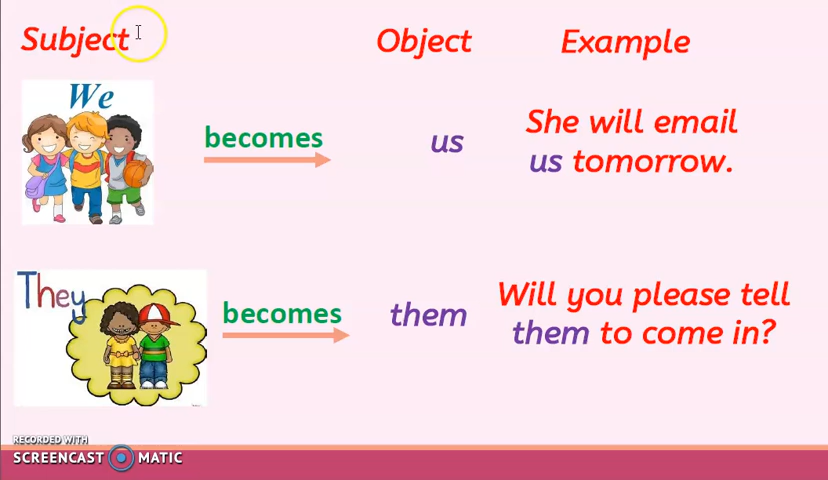 Subject Object Example
We
becomes us She will email
us tomorrow.
They
becomes them Will you please tell
them to come in?
RECORDED WITH
SCREENCAST MATIC